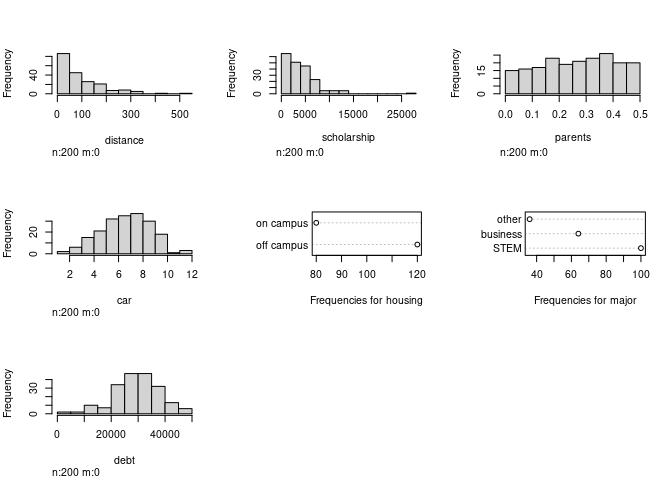 Frequency
0
40
0
100
300
500
distance
n:200 m:0
Frequency
0
30
0
5000
15000
25000
scholarship
n:200 m:0
Frequency
0
15
0.0
0.1
0.2
0.3
0.4
0.5
parents
n:200 m:0
Frequency
0
20
2
4
6
8
10
12
car
n:200 m:0
on campus
off campus
80
90
100
120
Frequencies for housing
other
business
STEM
40
60
80
100
Frequencies for major
Frequency
0
30
0
20000
40000
debt
n:200 m:0